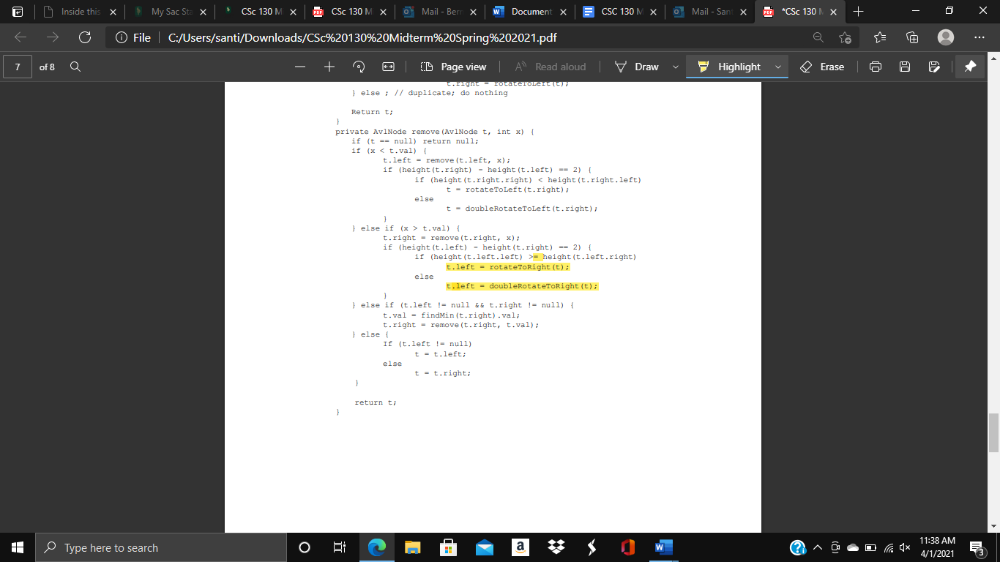 Inside this
My Sac Sta
CSc 130 M
CSc 130 M
Mail - Ber
Document
CSC 130 M
Mail - San
*CSc 130 M
File
C:/Users/santi/Downloads/CSc%20130%20Midterm%20Spring%202021.pdf
7
of 8
Page view
Read aloud
Draw
Highlight
Erase
t.right = rotateToLeft(t);
} else ; // duplicate; do nothing
Return t;
}
private AvlNode remove(AvlNode t, int x) {
if (t == null) return null;
if (x < t.val) {
t.left = remove(t.left, x);
if (height(t.right) - height(t.left) == 2) {
if (height(t.right.right) < height(t.right.left)
t = rotateToLeft(t.right);
else
t = doubleRotateToLeft(t.right);
}
} else if (x > t.val) {
t.right = remove(t.right, x);
if (height(t.left) - height(t.right) == 2) {
if (height(t.left.left) >= height(t.left.right)
t.left = rotateToRight(t);
else
t.left = doubleRotateToRight(t);
}
} else if (t.left != null && t.right != null) {
t.val = findMin(t.right).val;
t.right = remove(t.right, t.val);
} else {
If (t.left != null)
t = t.left;
else
t = t.right;
}
return t;
}
Type here to search
11:38 AM
4/1/2021
3